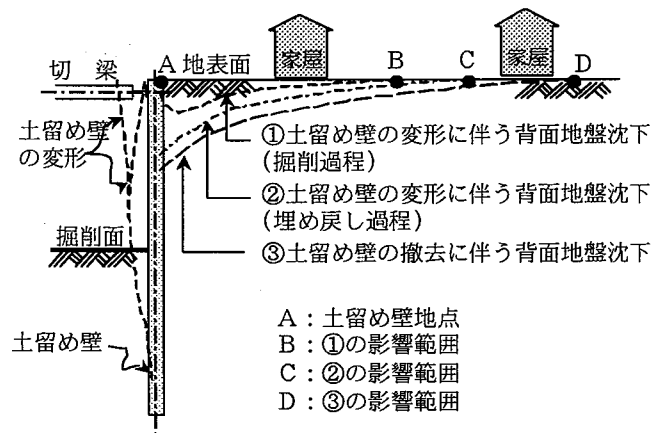 家屋
家屋
A 地表面
B
C
D
切 梁
土留め壁
の変形
①土留め壁の変形に伴う背面地盤沈下
(掘削過程)
②土留め壁の変形に伴う背面地盤沈下
(埋め戻し過程)
③土留め壁の撤去に伴う背面地盤沈下
掘削面
土留め壁
A：土留め壁地点
B：①の影響範囲
C：②の影響範囲
D：③の影響範囲